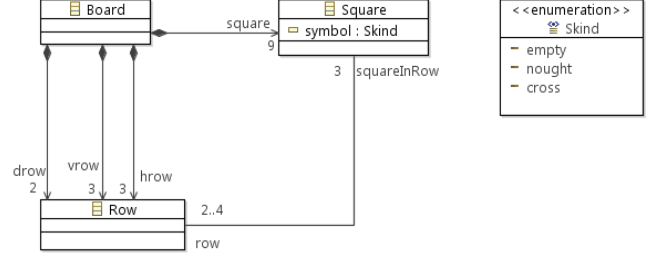 Board
Square
symbol : Skind
square
9
<<enumeration>>
Skind
empty
nought
cross
3
squareInRow
drow
2
vrow
3
3
hrow
Row
2..4
row